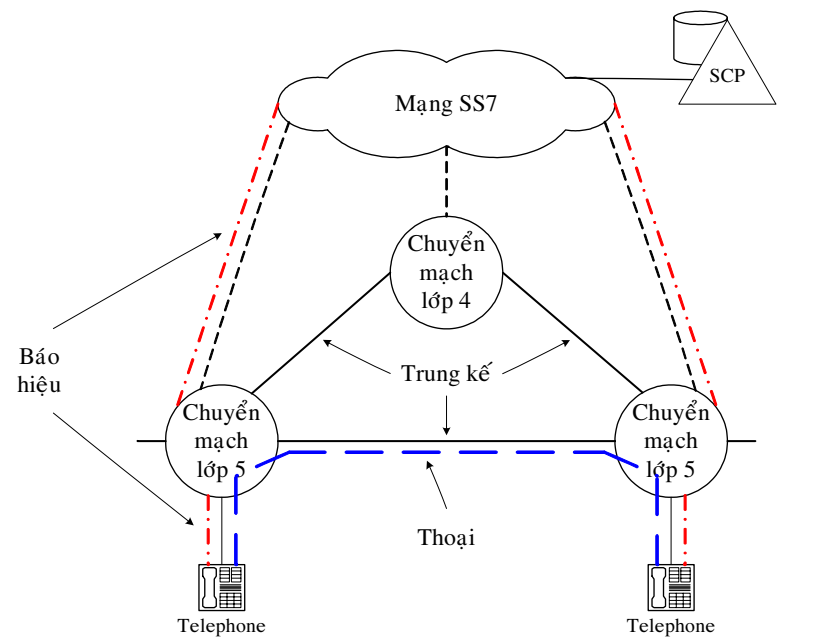 SCP
Mạng SS7
Chuyển
mạch
lớp 4
Báo
hiệu
Trung kế
Chuyển
mạch
lớp 5
Chuyển
mạch
lớp 5
Thoại
Telephone
Telephone